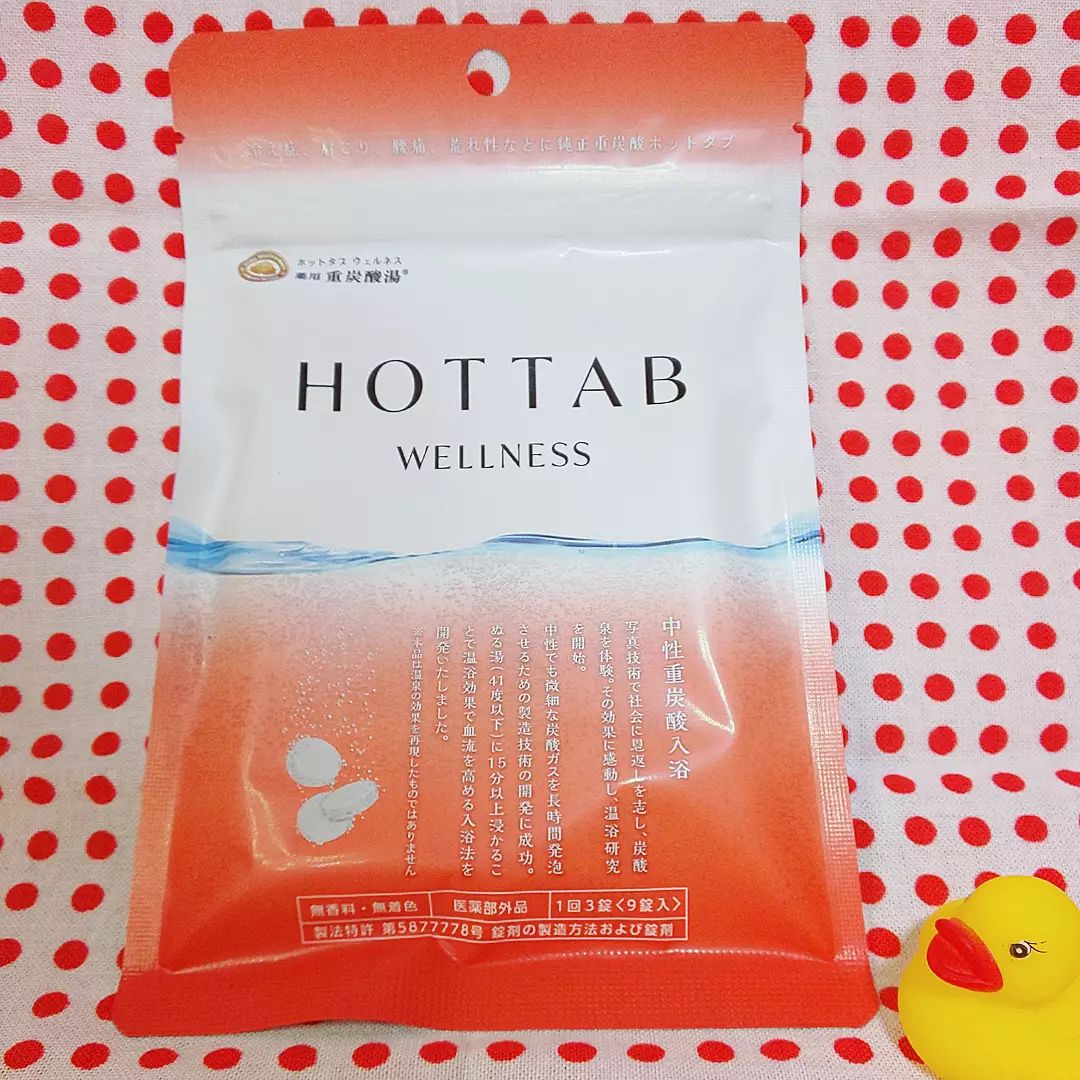 冷え症、肩こり、腰痛、荒れ性などに純正重炭酸ホットタブ
ホットタブ ウェルネス
薬用 重炭酸湯®
HOT TAB
WELLNESS
中性重炭酸入浴
写真技術で社会に恩返しを志し、炭酸
泉を体験。その効果に感動し、温浴研究
を開始。
中性でも微細な炭酸ガスを長時間発泡
させるための製造技術の開発に成功。
ぬる湯(41度以下)に15分以上浸かるこ
とで温浴効果で血流を高める入浴法を
開発いたしました。
※本品は温泉の効果を再現したものではありません
無香料・無着色 医薬部外品 1回3錠<9錠入>
製法特許 第5877778号 錠剤の製造方法および錠剤